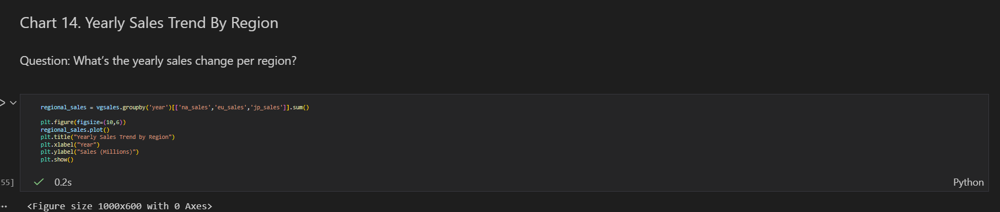 Chart 14. Yearly Sales Trend By Region
Question: What’s the yearly sales change per region?
regional_sales = vgsales.groupby('year')[['na_sales','eu_sales','jp_sales']].sum()
plt.figure(figsize=(10,6))
regional_sales.plot()
plt.title("Yearly Sales Trend by Region")
plt.xlabel("Year")
plt.ylabel("Sales (Millions)")
plt.show()
55]
0.2s
Python
<Figure size 1000x600 with 0 Axes>